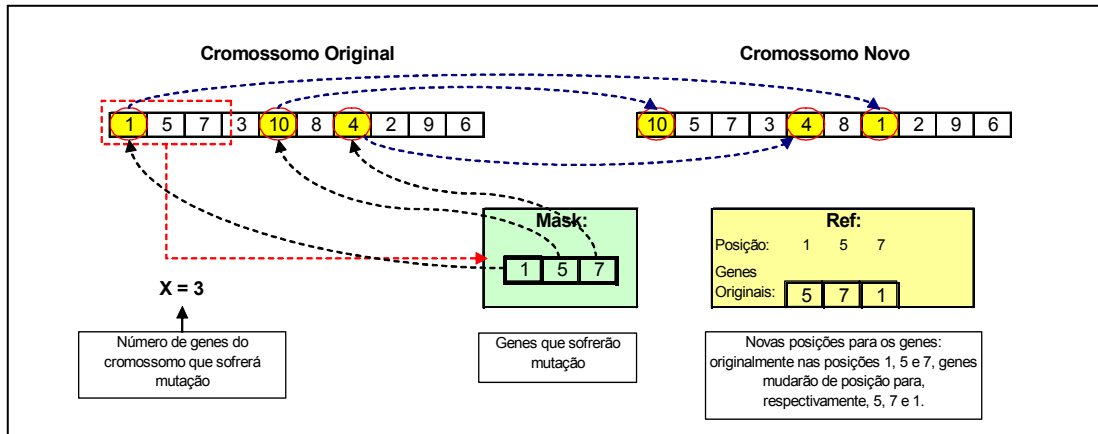 Cromossomo Original
Cromossomo Novo
1 5 7 3 10 8 4 2 9 6
10 5 7 3 4 8 1 2 9 6
Mask:
1 5 7
Ref:
Posição: 1 5 7
Genes
Originais: 5 7 1
X = 3
Número de genes do
cromossomo que sofrerá
mutação
Genes que sofrerão
mutação
Novas posições para os genes:
originalmente nas posições 1, 5 e 7, genes
mudarão de posição para,
respectivamente, 5, 7 e 1.